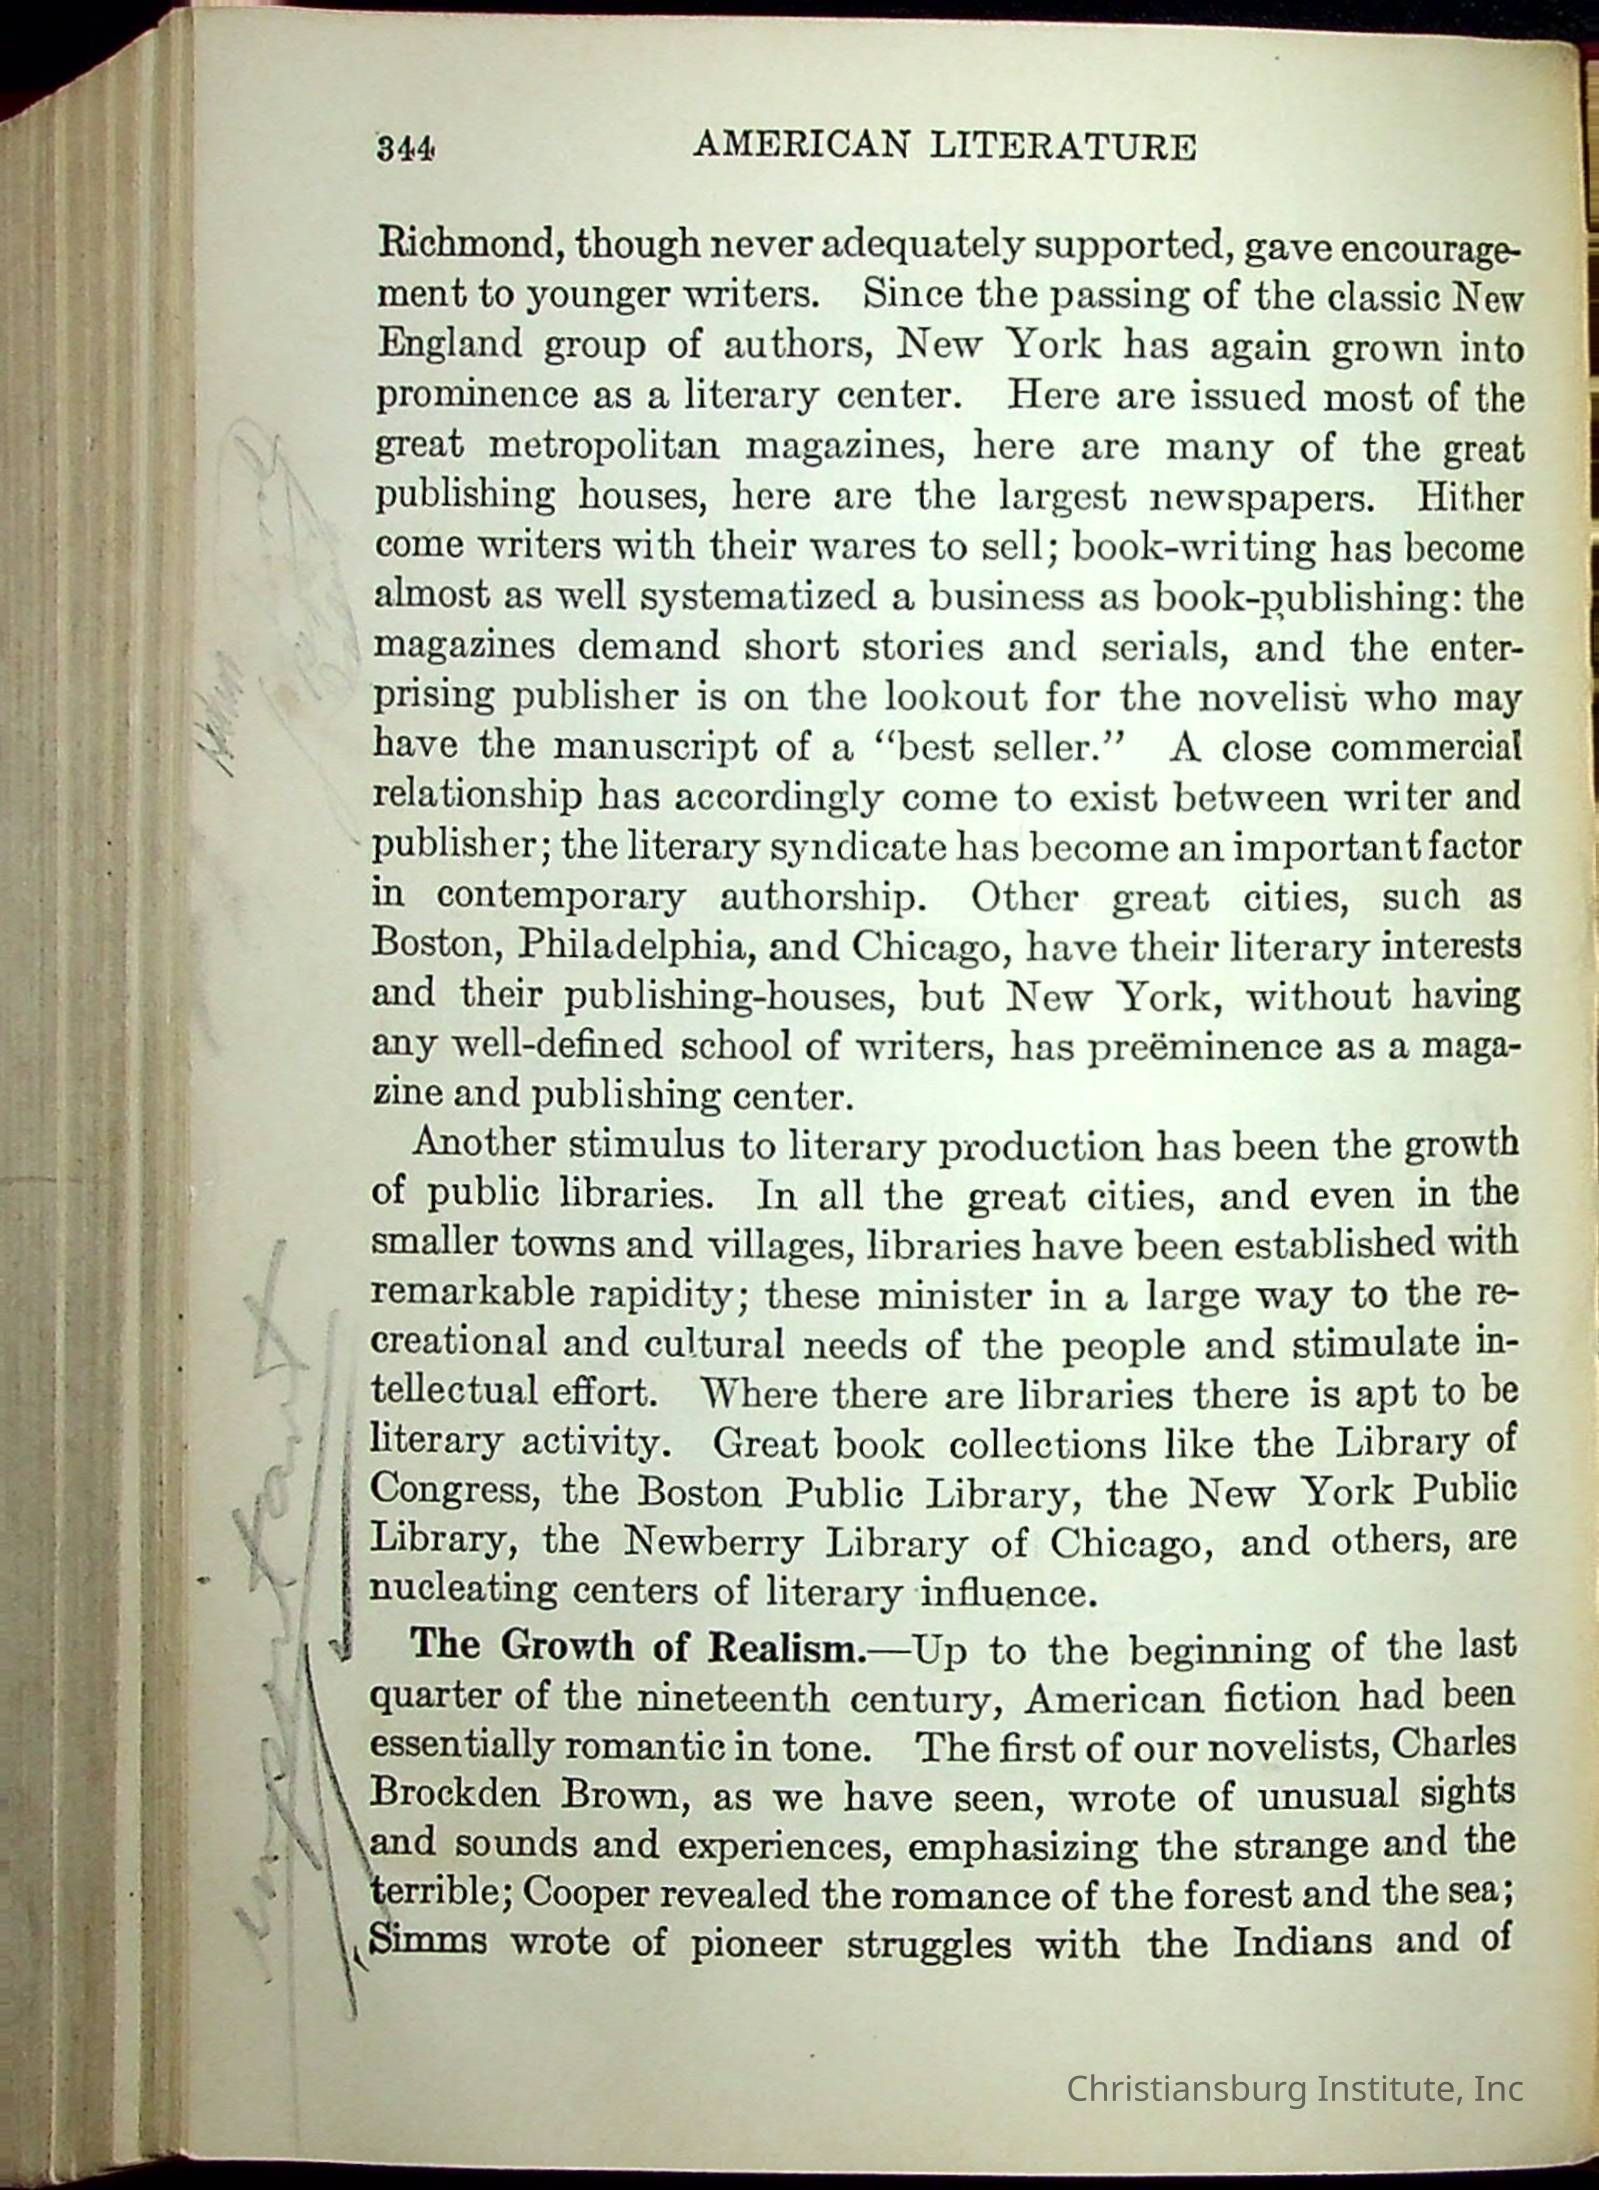 344 AMERICAN LITERATURE
Richmond, though never adequately supported, gave encourage-
ment to younger writers. Since the passing of the classic New
England group of authors, New York has again grown into
prominence as a literary center. Here are issued most of the
great metropolitan magazines, here are many of the great
publishing houses, here are the largest newspapers. Hither
come writers with their wares to sell; book-writing has become
almost as well systematized a business as book-publishing: the
magazines demand short stories and serials, and the enter-
prising publisher is on the lookout for the novelist who may
have the manuscript of a “best seller.” A close commercial
relationship has accordingly come to exist between writer and
publisher; the literary syndicate has become an important factor
in contemporary authorship. Other great cities, such as
Boston, Philadelphia, and Chicago, have their literary interests
and their publishing-houses, but New York, without having
any well-defined school of writers, has preëminence as a maga-
zine and publishing center.
Another stimulus to literary production has been the growth
of public libraries. In all the great cities, and even in the
smaller towns and villages, libraries have been established with
remarkable rapidity; these minister in a large way to the re-
creational and cultural needs of the people and stimulate in-
tellectual effort. Where there are libraries there is apt to be
literary activity. Great book collections like the Library of
Congress, the Boston Public Library, the New York Public
Library, the Newberry Library of Chicago, and others, are
nucleating centers of literary influence.
The Growth of Realism.—Up to the beginning of the last
quarter of the nineteenth century, American fiction had been
essentially romantic in tone. The first of our novelists, Charles
Brockden Brown, as we have seen, wrote of unusual sights
and sounds and experiences, emphasizing the strange and the
terrible; Cooper revealed the romance of the forest and the sea;
Simms wrote of pioneer struggles with the Indians and of
important
Christiansburg Institute, Inc